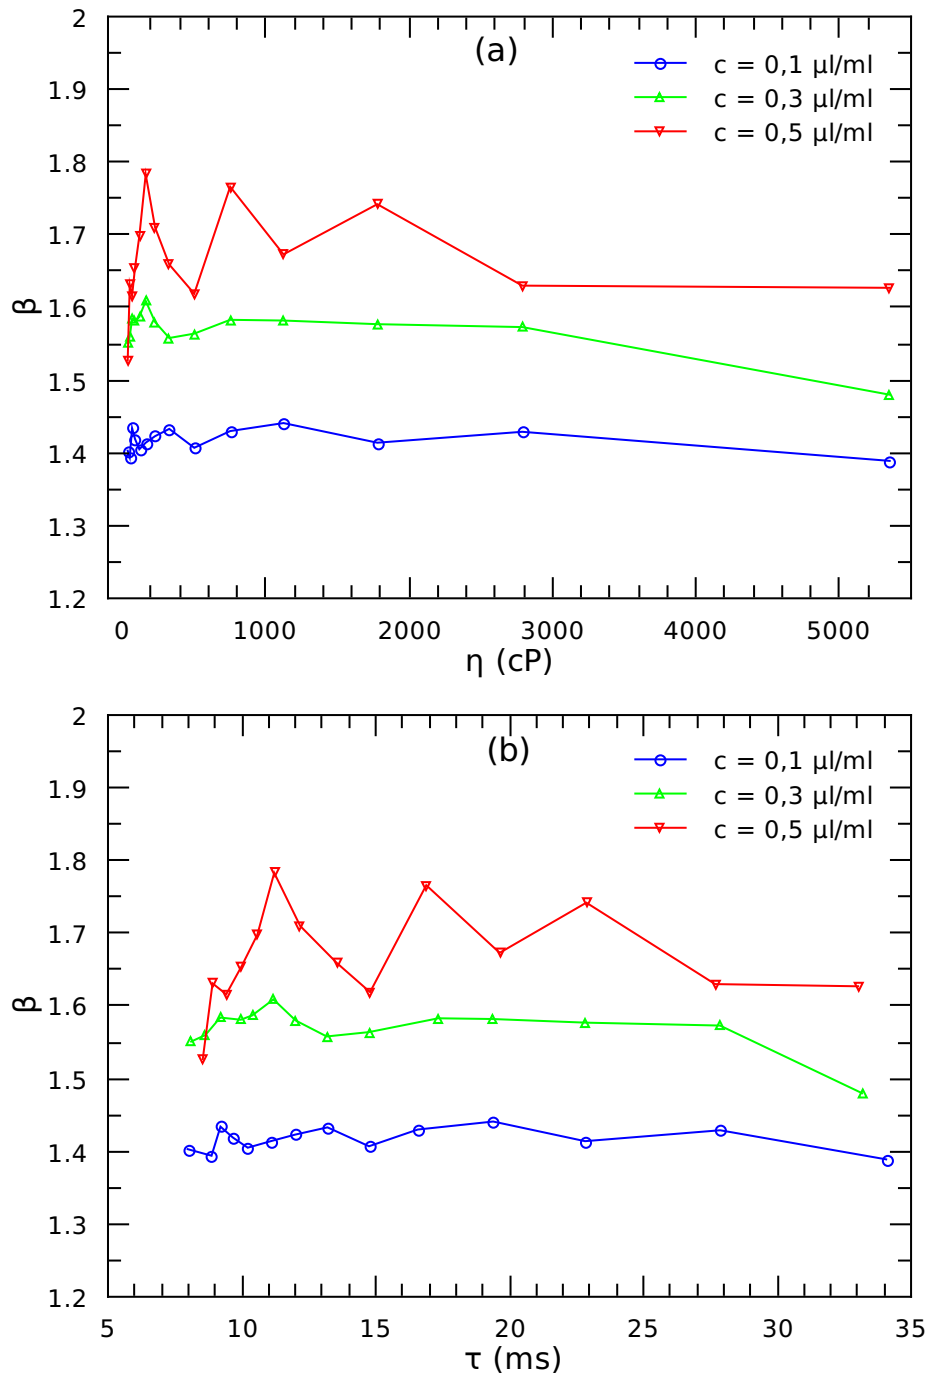 2
(a)
c = 0,1 μl/ml
1.9
c = 0,3 μl/ml
c = 0,5 μl/ml
1.8
1.7
β
1.6
1.5
1.4
1.3
1.2
0 1000 2000 3000 4000 5000
η (cP)
2
(b)
c = 0,1 μl/ml
1.9
c = 0,3 μl/ml
c = 0,5 μl/ml
1.8
1.7
β
1.6
1.5
1.4
1.3
1.2
5 10 15 20 25 30 35
τ (ms)